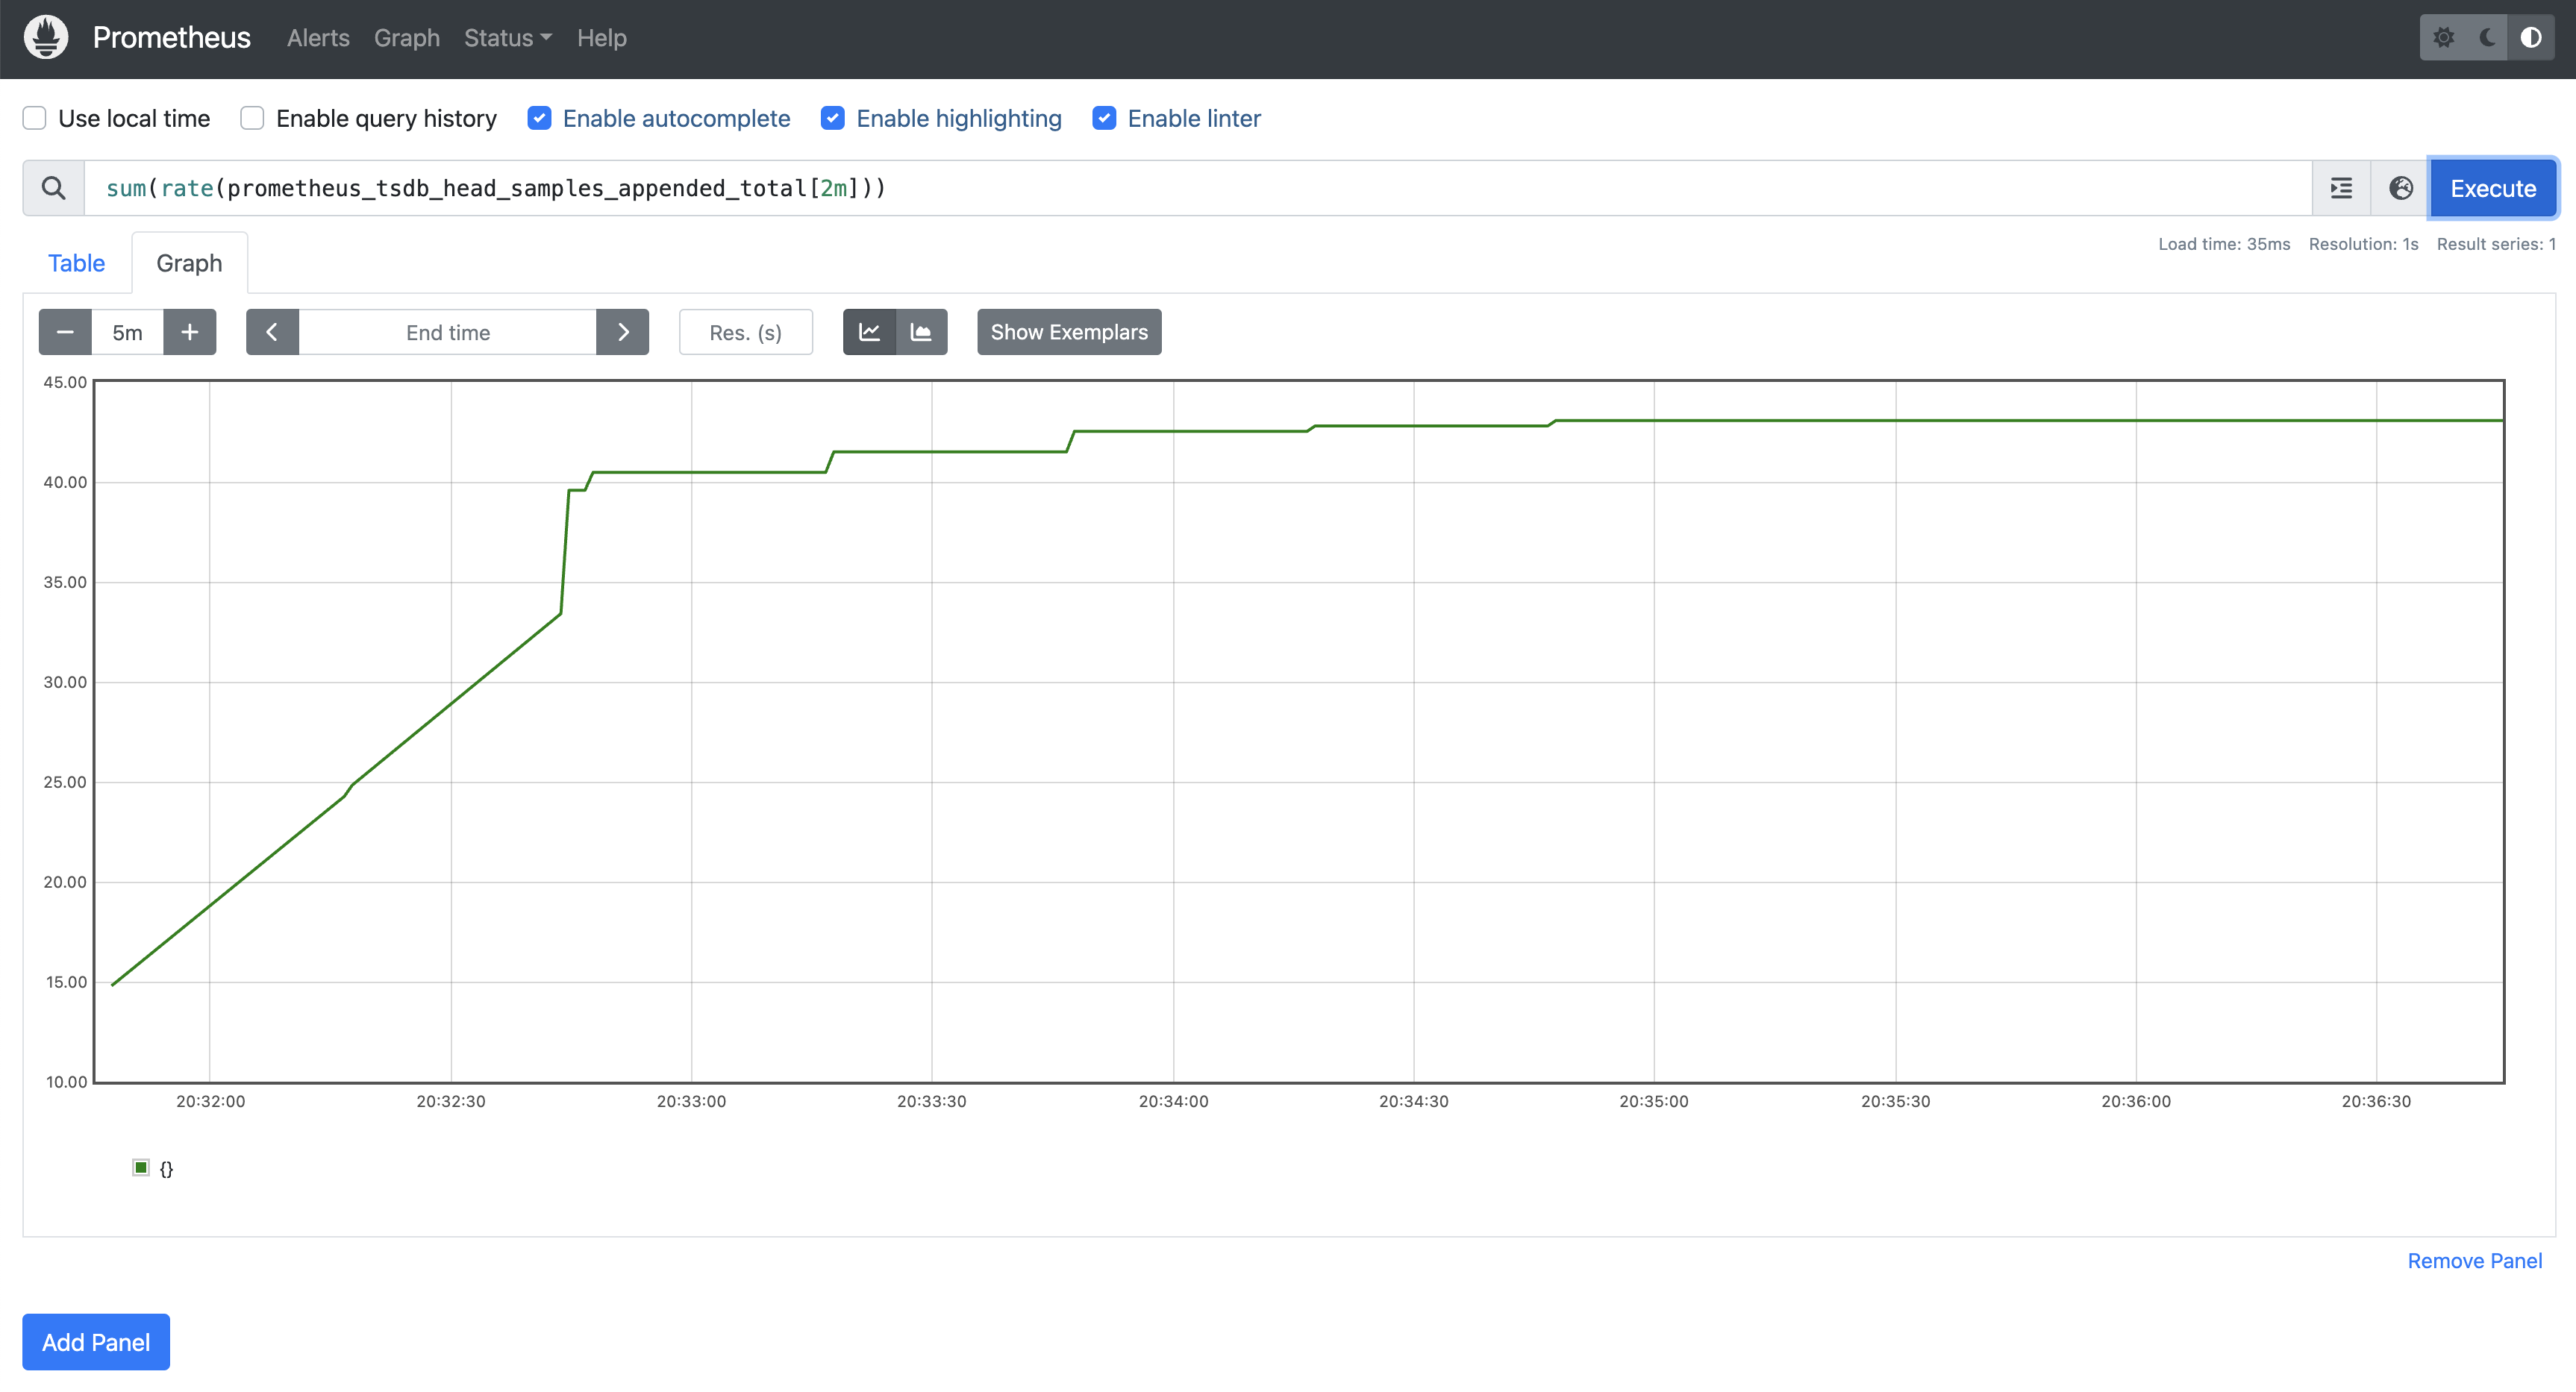 Prometheus Alerts Graph Status Help
Use local time Enable query history Enable autocomplete Enable highlighting Enable linter
sum(rate(prometheus_tsdb_head_samples_appended_total[2m])) Execute
Load time: 35ms Resolution: 1s Result series: 1
Table Graph
5m End time Res. (s) Show Exemplars
45.00
40.00
35.00
30.00
25.00
20.00
15.00
10.00
20:32:00 20:32:30 20:33:00 20:33:30 20:34:00 20:34:30 20:35:00 20:35:30 20:36:00 20:36:30
{}
Remove Panel
Add Panel